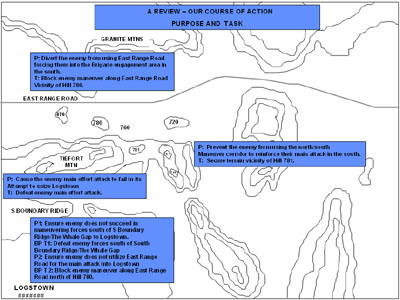 A REVIEW – OUR COURSE OF ACTION
PURPOSE AND TASK
GRANITE MTNS
P: Divert the enemy from using East Range Road
forcing them into the Brigade engagement area in
the south.
T: Block enemy maneuver along East Range Road
Vicinity of Hill 780.
EAST RANGE ROAD
876
780
760
720
781
P: Prevent the enemy from using the north/south
Maneuver corridor to reinforce their main attack in the south.
T: Secure terrain vicinity of Hill 781.
TIEFORT
MTN
P: Cause the enemy main effort attack to fail in its
Attempt to seize Logstown
T: Defeat enemy main effort attack.
S BOUNDARY RIDGE
P1: Ensure enemy does not succeed in
maneuvering forces south of S Boundary
Ridge-The Whale Gap to Logstown.
BP T1: Defeat enemy forces south of South
Boundary Ridge-The Whale Gap
P2: Ensure enemy does not utilize East Range
Road for the main attack into Logstown
BP T2: Block enemy maneuver along East Range
Road north of Hill 780.
LOGSTOWN
#######